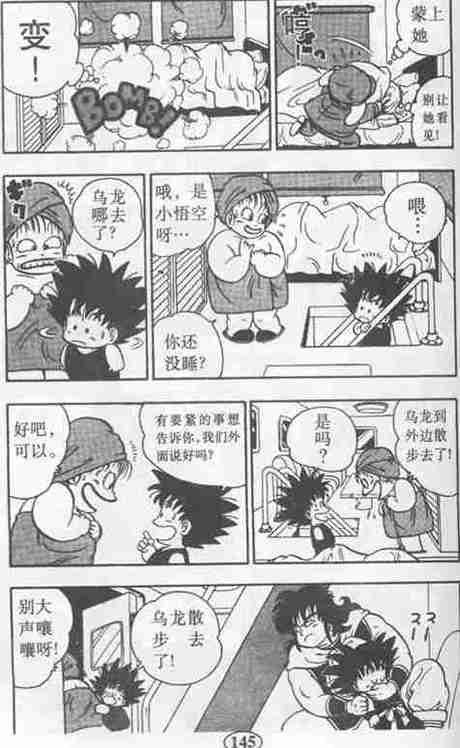 蒙上
她
别让
她看
见!
变!
BOMB!
喂
…
哦,是
小悟空
呀…
你还
没睡?
乌龙
哪去
了?
ギク
乌龙到
外边散
步去了!
是
吗?
有要紧的事想
告诉你,我们外
面说好吗?
好吧,
可以。
乌龙散
步去
了!
别大
声嚷
嚷呀!
145